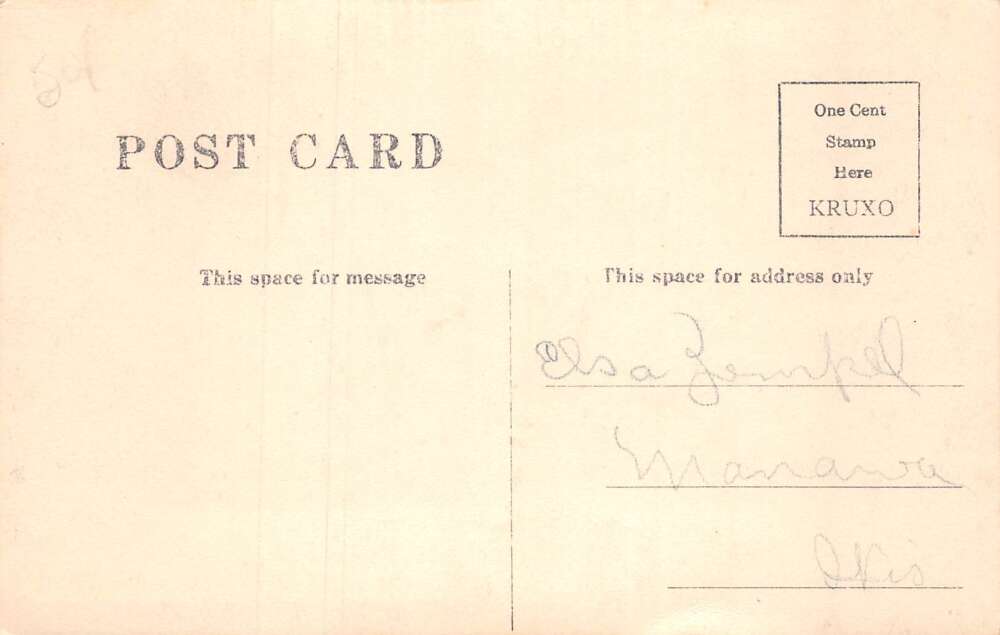 50
POST CARD
One Cent
Stamp
Here
KRUXO
This space for message
This space for address only
Elsa Zempel
Manawa
Wis